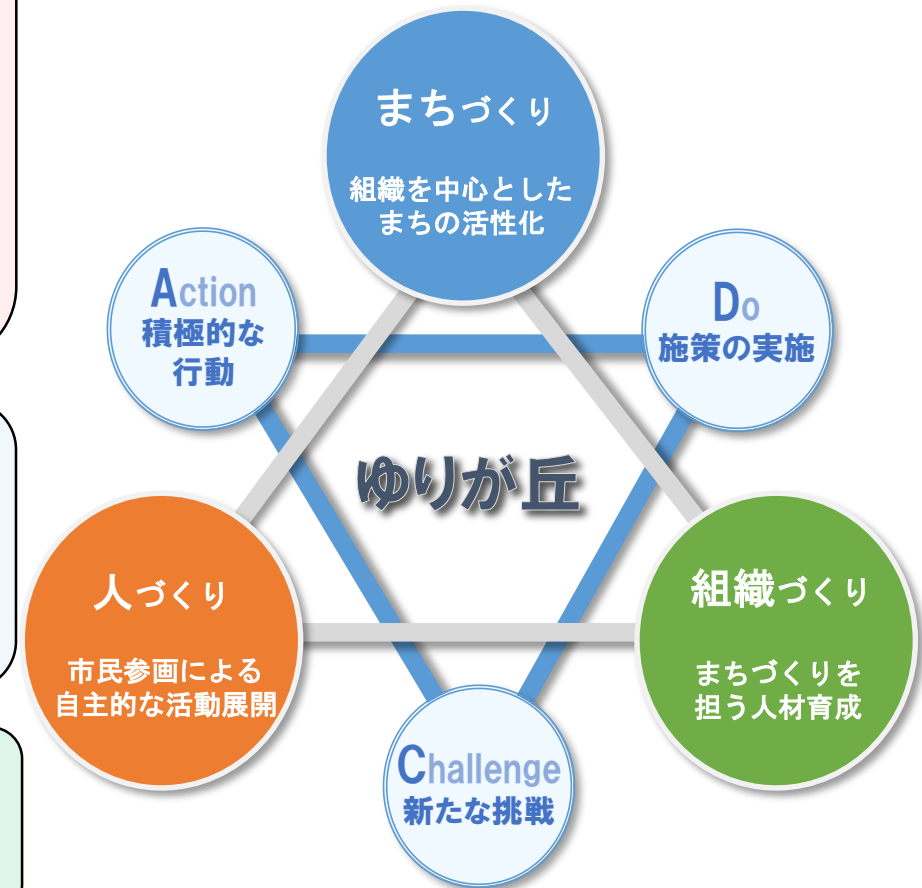 まちづくり
組織を中心とした
まちの活性化
Action
積極的な
行動
Do
施策の実施
ゆりが丘
人づくり
市民参画による
自主的な活動展開
組織づくり
まちづくりを
担う人材育成
Challenge
新たな挑戦